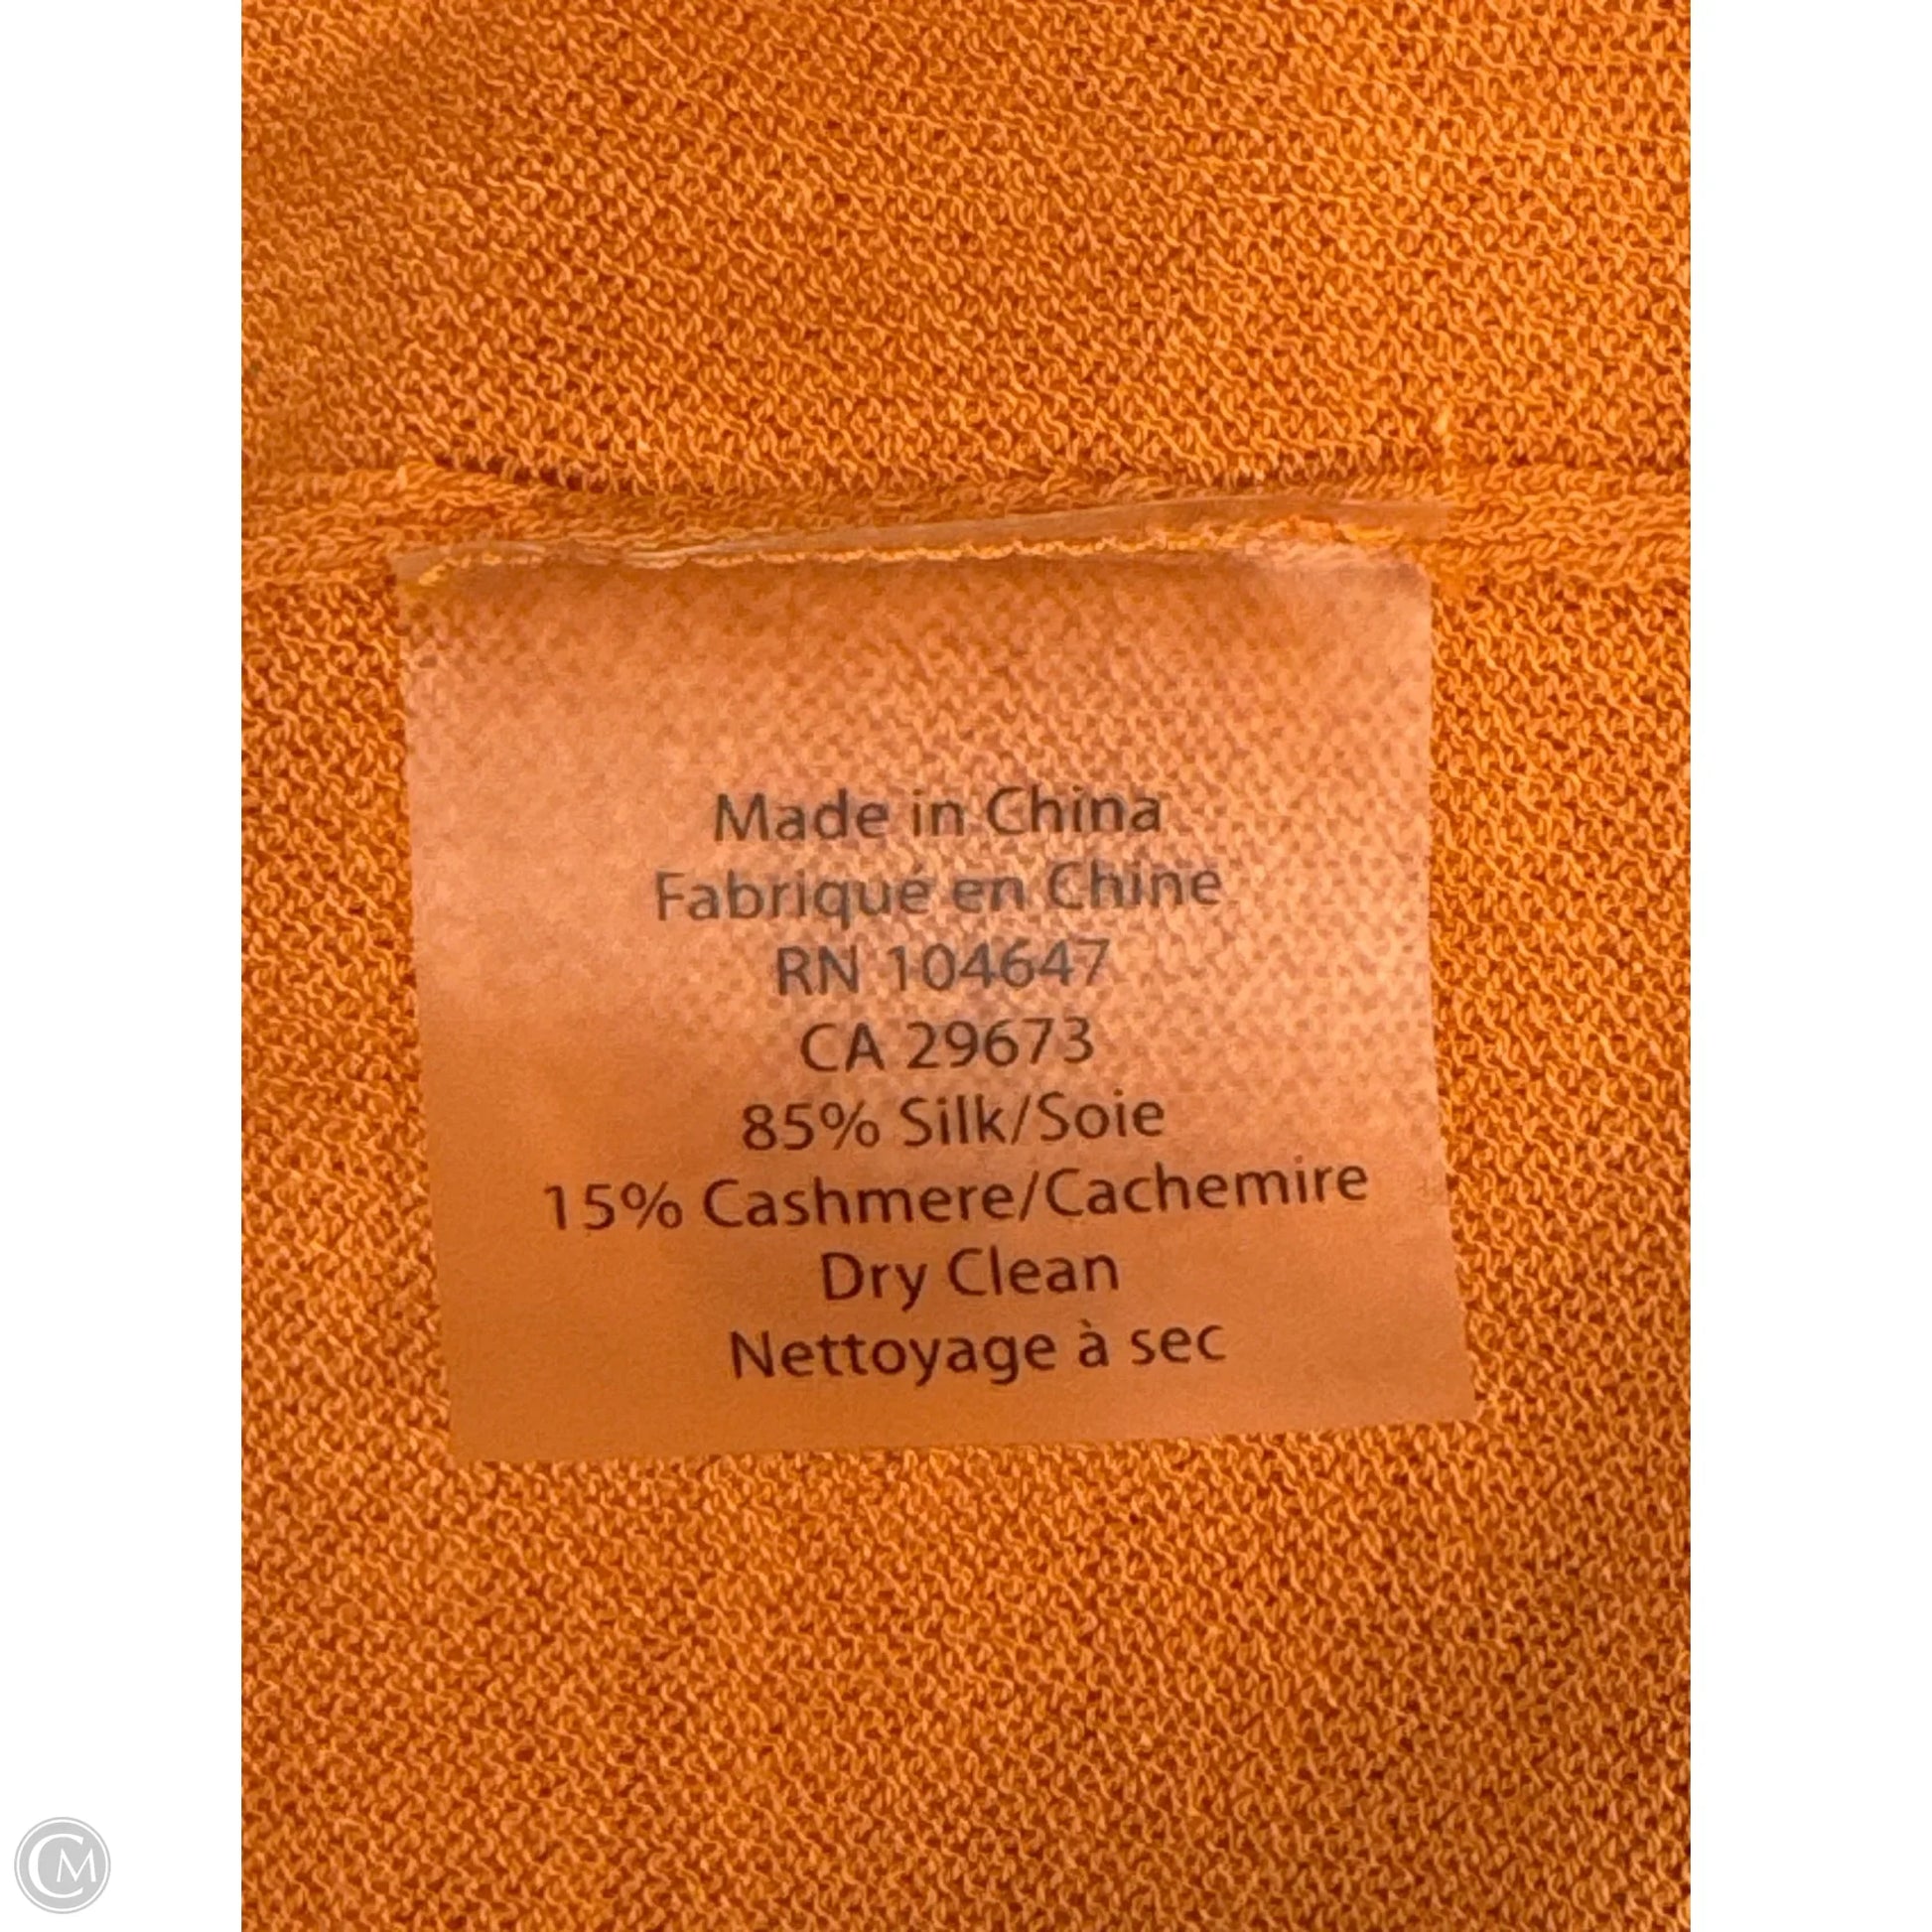 Made in China
Fabriqué en Chine
RN 104647
CA 29673
85% Silk/Soie
15% Cashmere/Cachemire
Dry Clean
Nettoyage à sec
CM